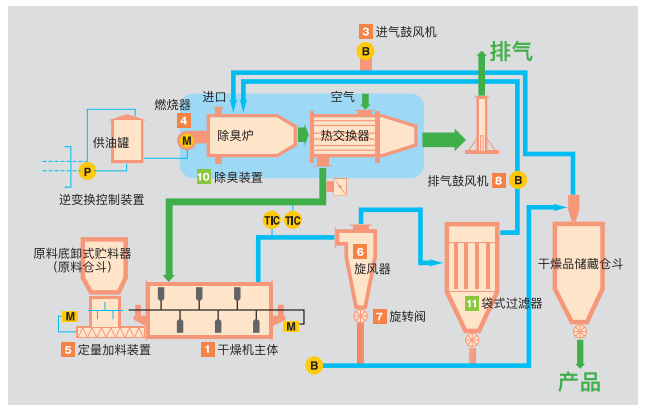 3 进气鼓风机
B
排气
进口
空气
燃烧器
4
M
除臭炉
热交换器
供油罐
P
10 除臭装置
排气鼓风机 8 B
逆变换控制装置
TIC TIC
原料底卸式贮料器
(原料仓斗)
6
旋风器
干燥品储藏仓斗
11 袋式过滤器
M
7 旋转阀
M
5 定量加料装置
1 干燥机主体
B
产品